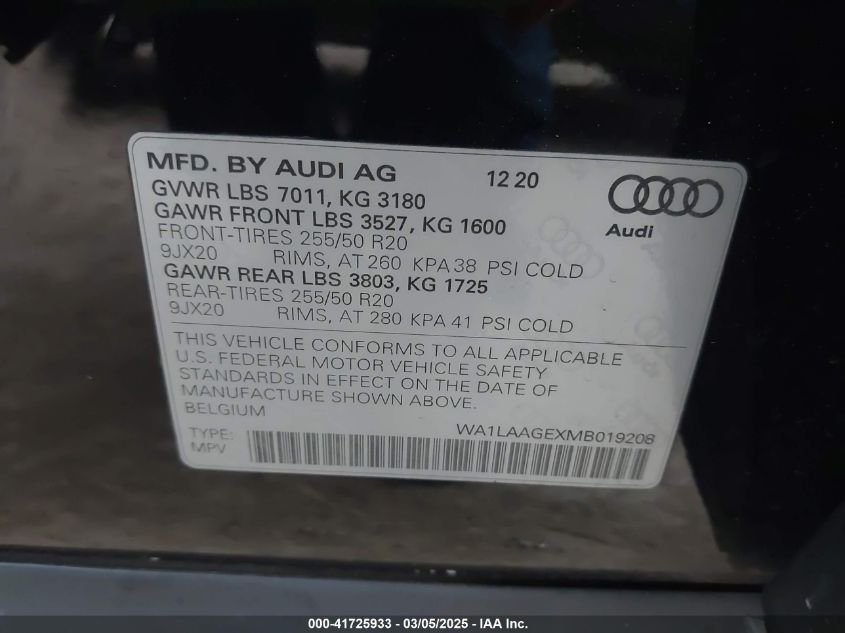 MFD. BY AUDI AG 12 20
GVWR LBS 7011, KG 3180
GAWR FRONT LBS 3527, KG 1600
FRONT-TIRES 255/50 R20
9JX20 RIMS, AT 260 KPA 38 PSI COLD
GAWR REAR LBS 3803, KG 1725
REAR-TIRES 255/50 R20
9JX20 RIMS, AT 280 KPA 41 PSI COLD
Audi
THIS VEHICLE CONFORMS TO ALL APPLICABLE
U.S. FEDERAL MOTOR VEHICLE SAFETY
STANDARDS IN EFFECT ON THE DATE OF
MANUFACTURE SHOWN ABOVE.
BELGIUM
WA1LAAGEXMB019208
TYPE:
MPV
000-41725933 - 03/05/2025 - WA1LAAGEXMB019208 - IAA Inc.